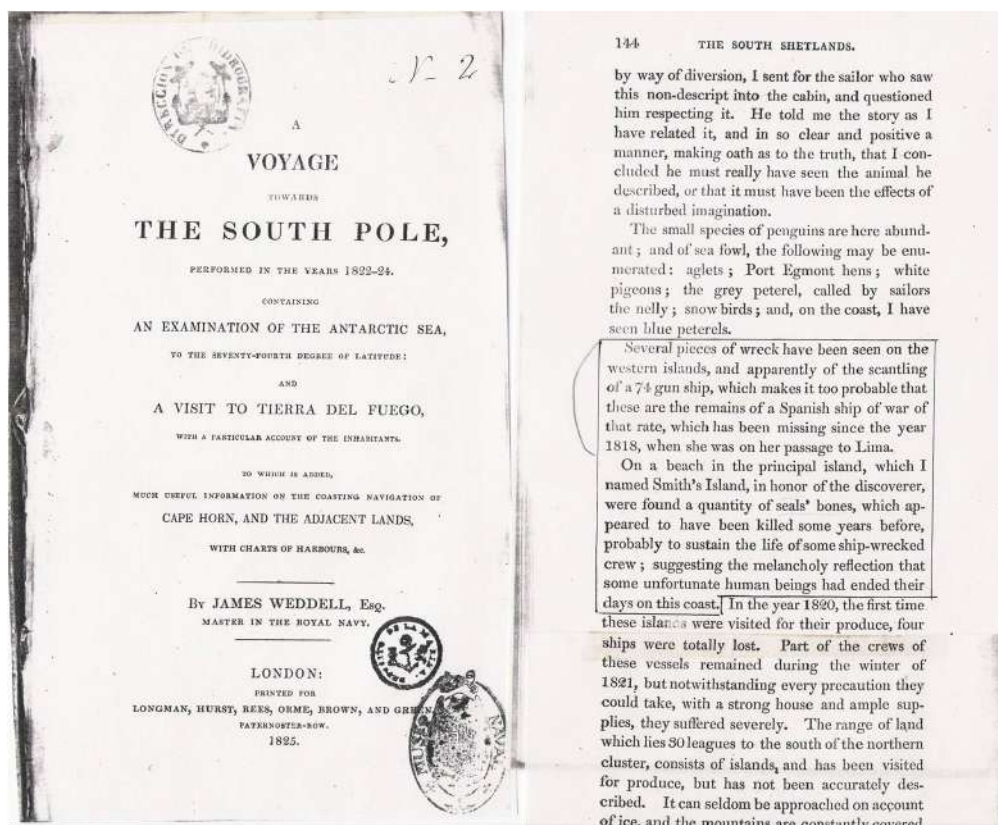 DIRECCION DE HIDROGRAFIA
N- 2
A
VOYAGE
TOWARDS
THE SOUTH POLE,
PERFORMED IN THE YEARS 1822-24.
CONTAINING
AN EXAMINATION OF THE ANTARCTIC SEA,
TO THE SEVENTY-FOURTH DEGREE OF LATITUDE:
AND
A VISIT TO TIERRA DEL FUEGO,
WITH A PARTICULAR ACCOUNT OF THE INHABITANTS.
TO WHICH IS ADDED,
MUCH USEFUL INFORMATION ON THE COASTING NAVIGATION OF
CAPE HORN, AND THE ADJACENT LANDS,
WITH CHARTS OF HARBOURS, &c.
BY JAMES WEDDELL, ESQ.
MASTER IN THE ROYAL NAVY.
LONDON:
PRINTED FOR
LONGMAN, HURST, REES, ORME, BROWN, AND GREEN,
PATERNOSTER-ROW.
1825.
DE LA MARINA
MUSEO NAVAL
144 THE SOUTH SHETLANDS.
by way of diversion, I sent for the sailor who saw
this non-descript into the cabin, and questioned
him respecting it. He told me the story as I
have related it, and in so clear and positive a
manner, making oath as to the truth, that I con-
cluded he must really have seen the animal he
described, or that it must have been the effects of
a disturbed imagination.
The small species of penguins are here abund-
ant; and of sea fowl, the following may be enu-
merated: aglets; Port Egmont hens; white
pigeons; the grey peterel, called by sailors
the nelly; snow birds; and, on the coast, I have
seen blue peterels.
Several pieces of wreck have been seen on the
western islands, and apparently of the scantling
of a 74 gun ship, which makes it too probable that
these are the remains of a Spanish ship of war of
that rate, which has been missing since the year
1818, when she was on her passage to Lima.
On a beach in the principal island, which I
named Smith's Island, in honor of the discoverer,
were found a quantity of seals' bones, which ap-
peared to have been killed some years before,
probably to sustain the life of some ship-wrecked
crew; suggesting the melancholy reflection that
some unfortunate human beings had ended their
days on this coast. In the year 1820, the first time
these islands were visited for their produce, four
ships were totally lost. Part of the crews of
these vessels remained during the winter of
1821, but notwithstanding every precaution they
could take, with a strong house and ample sup-
plies, they suffered severely. The range of land
which lies 30 leagues to the south of the northern
cluster, consists of islands, and has been visited
for produce, but has not been accurately des-
cribed. It can seldom be approached on account
of ice, and the mountains are constantly covered